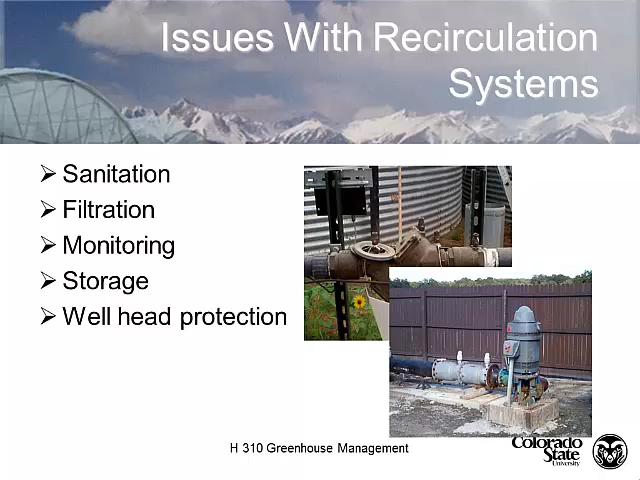 Issues With Recirculation
Systems
Sanitation
Filtration
Monitoring
Storage
Well head protection
H 310 Greenhouse Management
Colorado
State
University